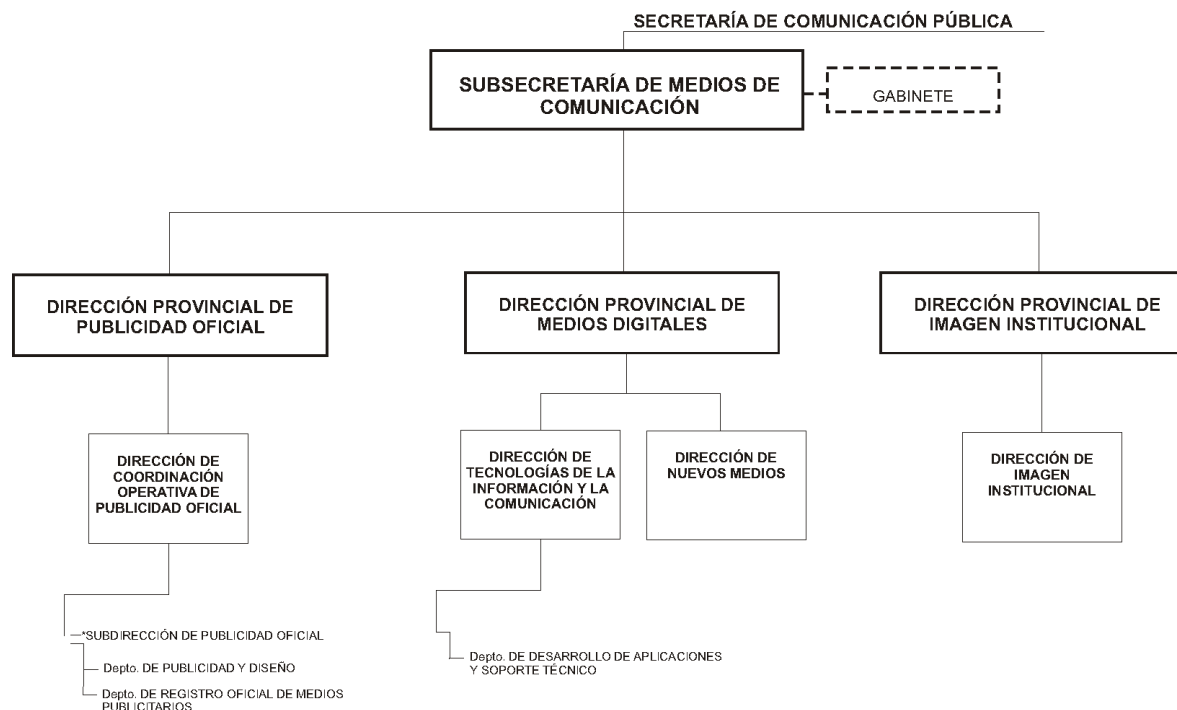 SECRETARÍA DE COMUNICACIÓN PÚBLICA
SUBSECRETARÍA DE MEDIOS DE
COMUNICACIÓN
GABINETE
DIRECCIÓN PROVINCIAL DE
PUBLICIDAD OFICIAL
DIRECCIÓN PROVINCIAL DE
MEDIOS DIGITALES
DIRECCIÓN PROVINCIAL DE
IMAGEN INSTITUCIONAL
DIRECCIÓN DE
COORDINACIÓN
OPERATIVA DE
PUBLICIDAD OFICIAL
DIRECCIÓN DE
TECNOLOGÍAS DE LA
INFORMACIÓN Y LA
COMUNICACIÓN
DIRECCIÓN DE
NUEVOS MEDIOS
DIRECCIÓN DE
IMAGEN
INSTITUCIONAL
*SUBDIRECCIÓN DE PUBLICIDAD OFICIAL
Depto. DE PUBLICIDAD Y DISEÑO
Depto. DE REGISTRO OFICIAL DE MEDIOS
PUBLICITARIOS
Depto. DE DESARROLLO DE APLICACIONES
Y SOPORTE TÉCNICO